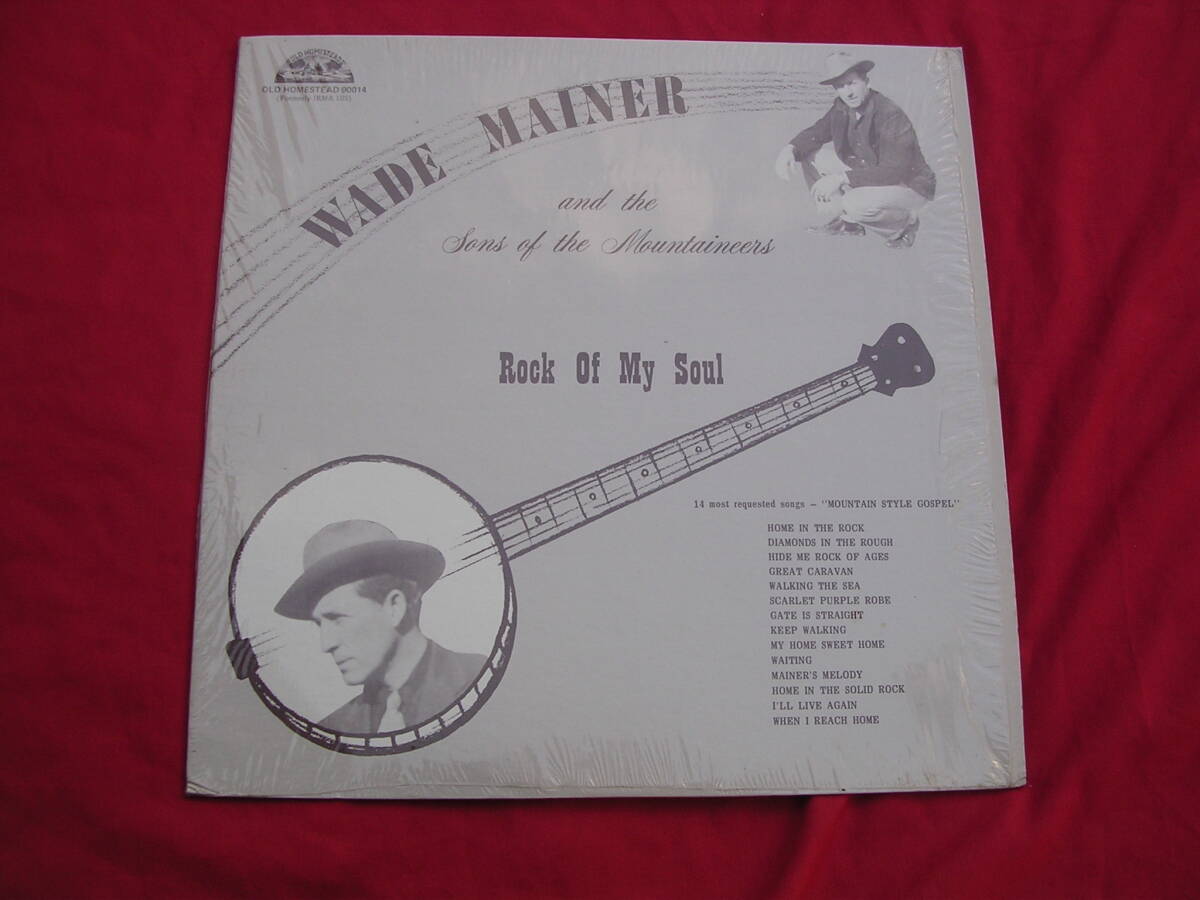 OLD HOMESTEAD
OLD HOMESTEAD 90014
(Formerly IRMA 105)
WADE MAINER
and the
Sons of the Mountaineers
Rock Of My Soul
14 most requested songs — "MOUNTAIN STYLE GOSPEL"
HOME IN THE ROCK
DIAMONDS IN THE ROUGH
HIDE ME ROCK OF AGES
GREAT CARAVAN
WALKING THE SEA
SCARLET PURPLE ROBE
GATE IS STRAIGHT
KEEP WALKING
MY HOME SWEET HOME
WAITING
MAINER'S MELODY
HOME IN THE SOLID ROCK
I'LL LIVE AGAIN
WHEN I REACH HOME